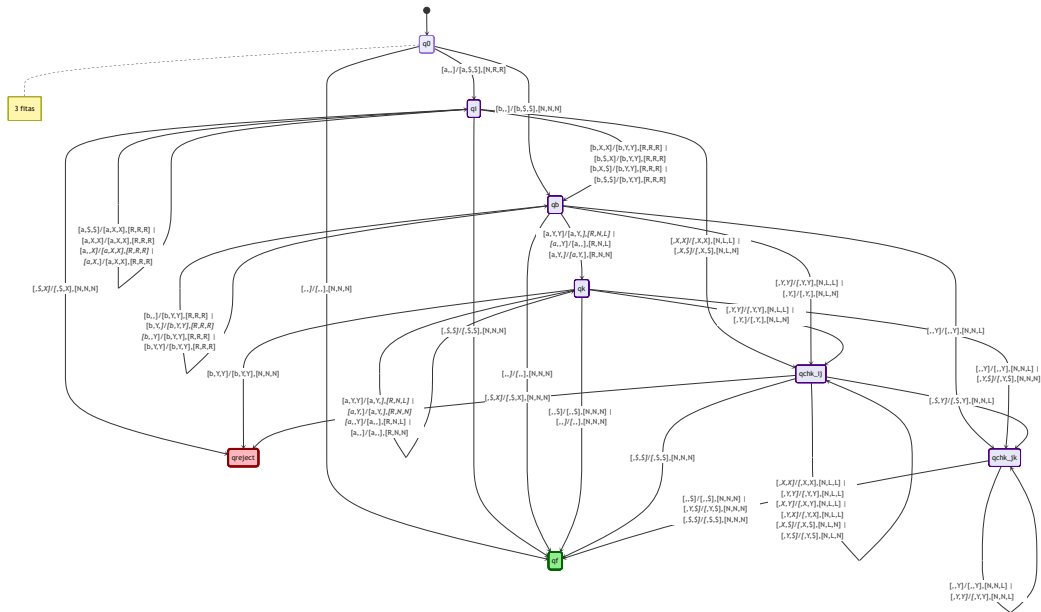 q0
[a,,]/[a,S,S],[N,R,R]
3 fitas
qi
[b,,]/[b,S,S],[N,N,N]
[b,X,X]/[b,Y,Y],[R,R,R] |
[b,S,X]/[b,Y,Y],[R,R,R]
[b,X,S]/[b,Y,Y],[R,R,R] |
[b,S,S]/[b,Y,Y],[R,R,R]
qb
[a,S,S]/[a,X,X],[R,R,R] |
[a,X,X]/[a,X,X],[R,R,R]
[a,,X]/[a,X,X],[R,R,R] |
[a,X,]/[a,X,X],[R,R,R]
[a,Y,Y]/[a,Y,],[R,N,L] |
[a,,Y]/[a,,],[R,N,L]
[a,Y,]/[a,Y,],[R,N,N]
[,X,X]/[,X,X],[N,L,L] |
[,X,S]/[,X,S],[N,L,N]
[,S,X]/[,S,X],[N,N,N]
[,,]/[,,],[N,N,N]
qk
[,Y,Y]/[,Y,Y],[N,L,L] |
[,Y,]/[,Y,],[N,L,N]
[b,,]/[b,Y,Y],[R,R,R] |
[b,Y,]/[b,Y,Y],[R,R,R]
[b,,Y]/[b,Y,Y],[R,R,R] |
[b,Y,Y]/[b,Y,Y],[R,R,R]
[,Y,Y]/[,Y,Y],[N,L,L] |
[,Y,]/[,Y,],[N,L,N]
[,S,S]/[,S,S],[N,N,N]
[,,Y]/[,,Y],[N,N,L]
[b,Y,Y]/[b,Y,Y],[N,N,N]
[,,]/[,,],[N,N,N]
qchk_ij
[,,Y]/[,,Y],[N,N,L] |
[,Y,S]/[,Y,S],[N,N,N]
[a,Y,Y]/[a,Y,],[R,N,L] |
[a,Y,]/[a,Y,],[R,N,N]
[a,,Y]/[a,,],[R,N,L] |
[a,,]/[a,,],[R,N,N]
[,S,X]/[,S,X],[N,N,N]
[,,S]/[,,S],[N,N,N] |
[,,]/[,,],[N,N,N]
[,S,Y]/[,S,Y],[N,N,L]
qreject
[,S,S]/[,S,S],[N,N,N]
qchk_jk
[,,S]/[,,S],[N,N,N] |
[,Y,S]/[,Y,S],[N,N,N]
[,S,S]/[,S,S],[N,N,N]
[,X,X]/[,X,X],[N,L,L] |
[,Y,Y]/[,Y,Y],[N,L,L]
[,X,Y]/[,X,Y],[N,L,L] |
[,Y,X]/[,Y,X],[N,L,L]
[,X,S]/[,X,S],[N,L,N] |
[,Y,S]/[,Y,S],[N,L,N]
qf
[,,Y]/[,,Y],[N,N,L] |
[,Y,Y]/[,Y,Y],[N,N,L]